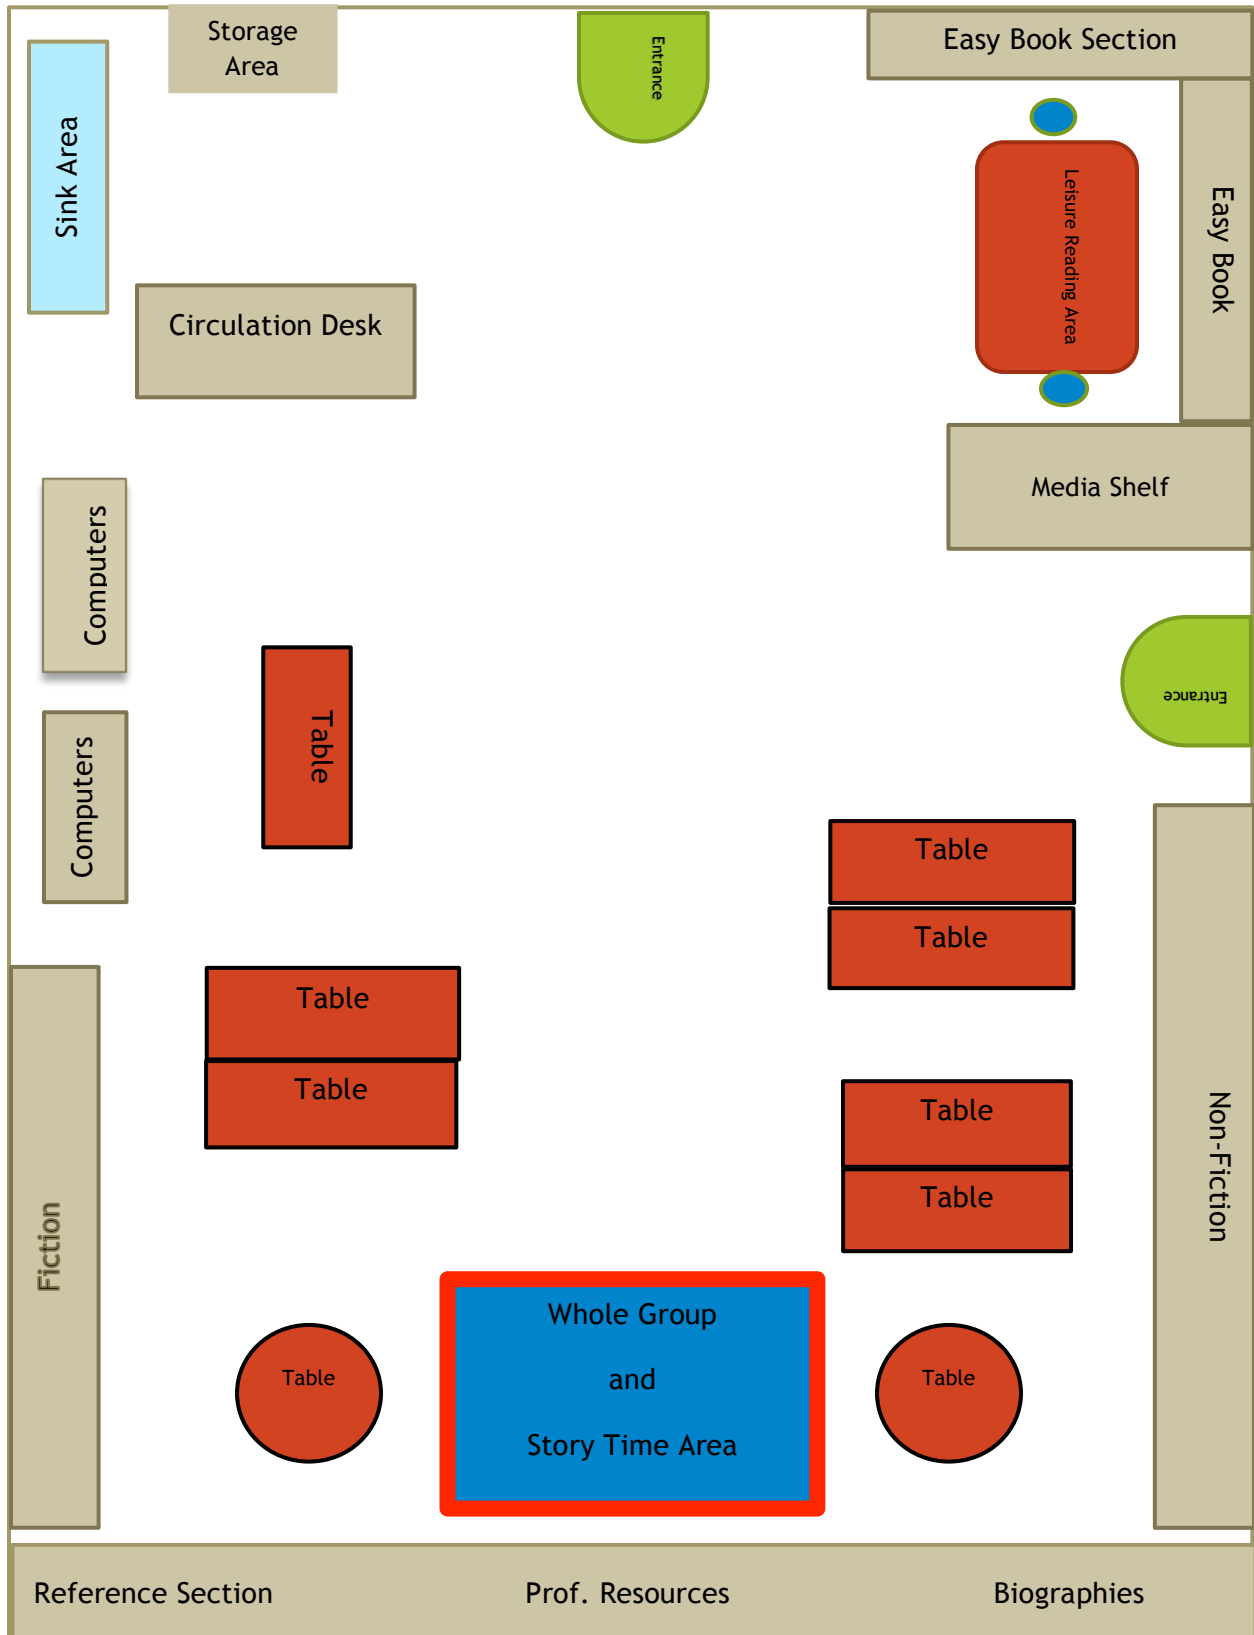 Storage
Area
Entrance
Easy Book Section
Sink Area
Leisure Reading Area
Easy Book
Circulation Desk
Media Shelf
Computers
Entrance
Table
Computers
Table
Table
Table
Table
Table
Table
Non-Fiction
Fiction
Whole Group
and
Story Time Area
Table
Table
Reference Section
Prof. Resources
Biographies